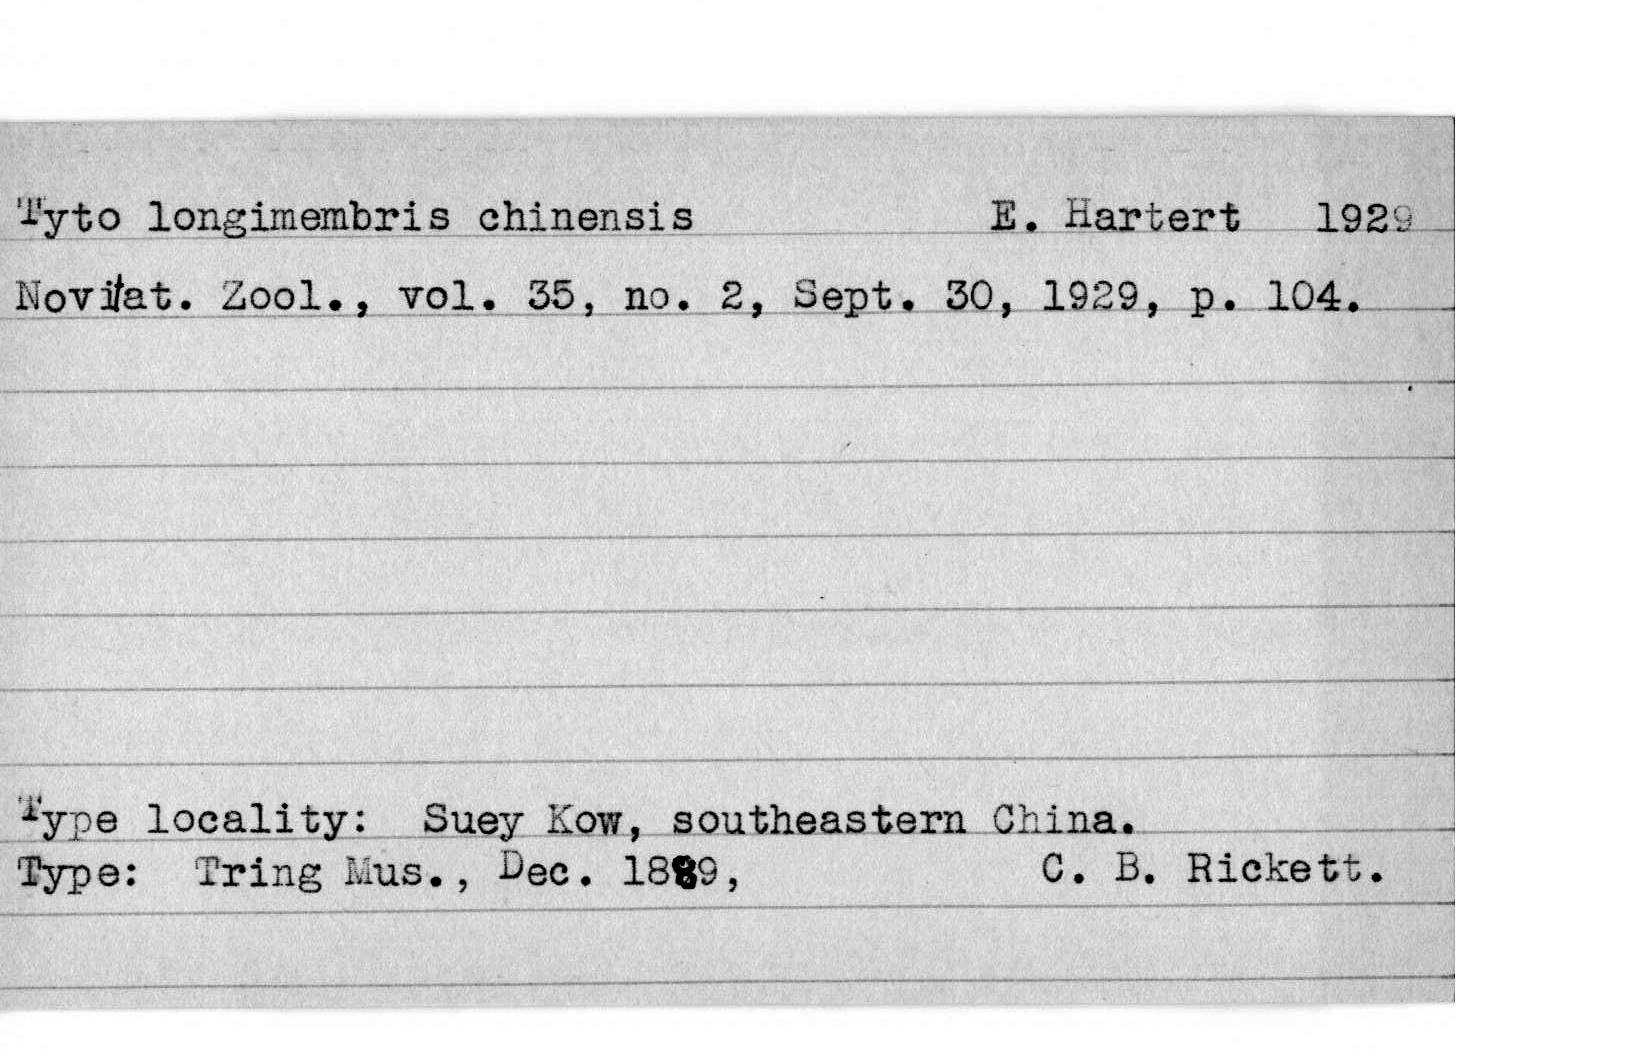 Tyto longimembris chinensis E. Hartert 1929
Novitat. Zool., vol. 35, no. 2, Sept. 30, 1929, p. 104.
Type locality: Suey Kow, southeastern China.
Type: Tring Mus., Dec. 1889, C. B. Rickett.